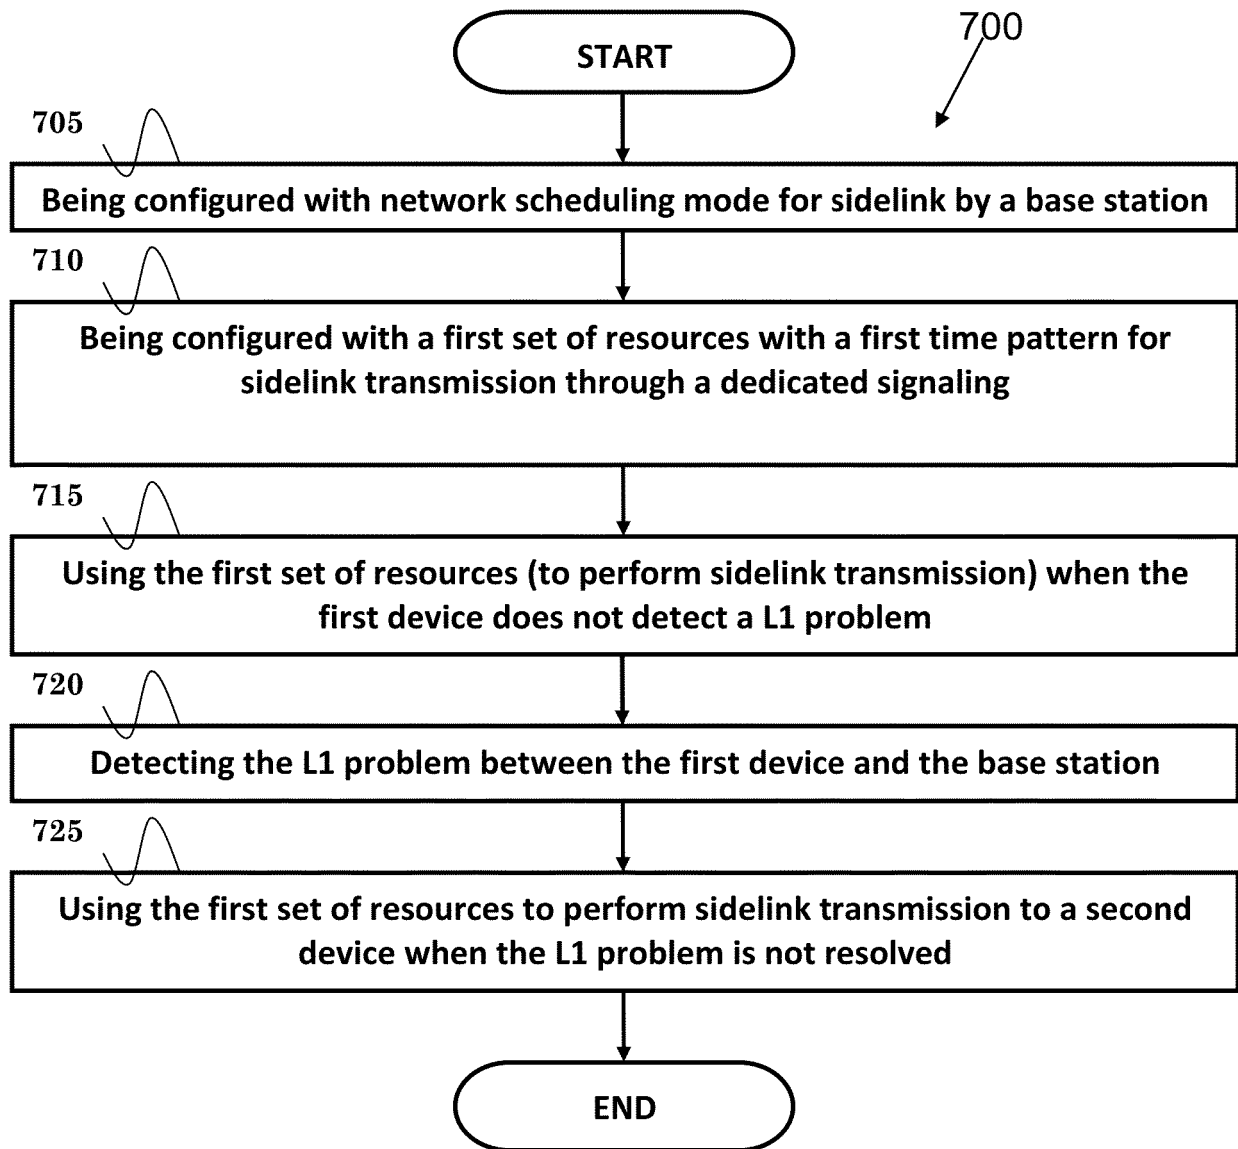 START
700
705
Being configured with network scheduling mode for sidelink by a base station
710
Being configured with a first set of resources with a first time pattern for
sidelink transmission through a dedicated signaling
715
Using the first set of resources (to perform sidelink transmission) when the
first device does not detect a L1 problem
720
Detecting the L1 problem between the first device and the base station
725
Using the first set of resources to perform sidelink transmission to a second
device when the L1 problem is not resolved
END